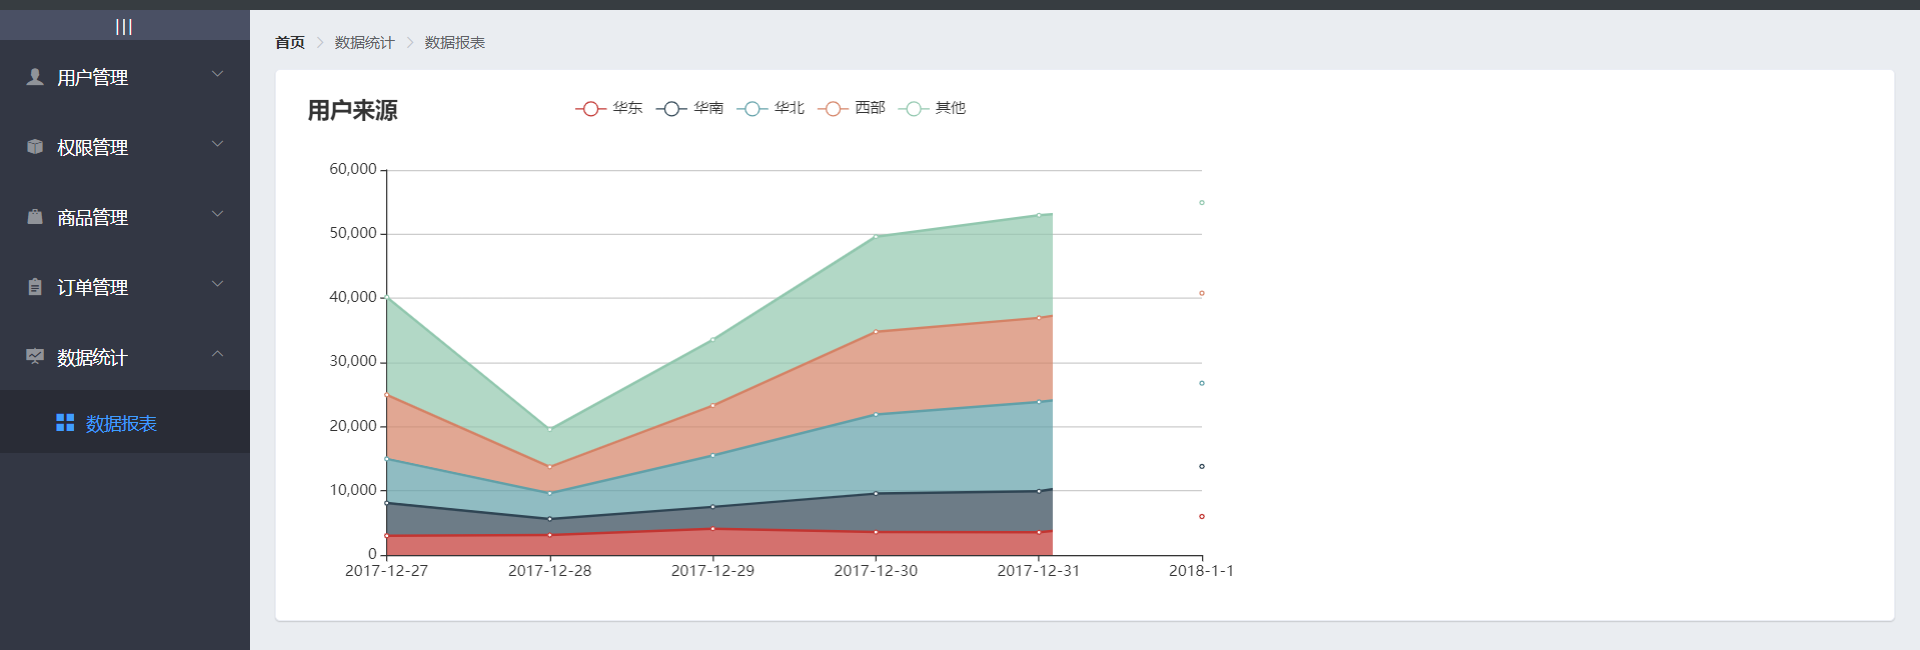 |||
用户管理
权限管理
商品管理
订单管理
数据统计
数据报表
首页 > 数据统计 > 数据报表
用户来源
华东 华南 华北 西部 其他
60,000
50,000
40,000
30,000
20,000
10,000
0
2017-12-27 2017-12-28 2017-12-29 2017-12-30 2017-12-31 2018-1-1